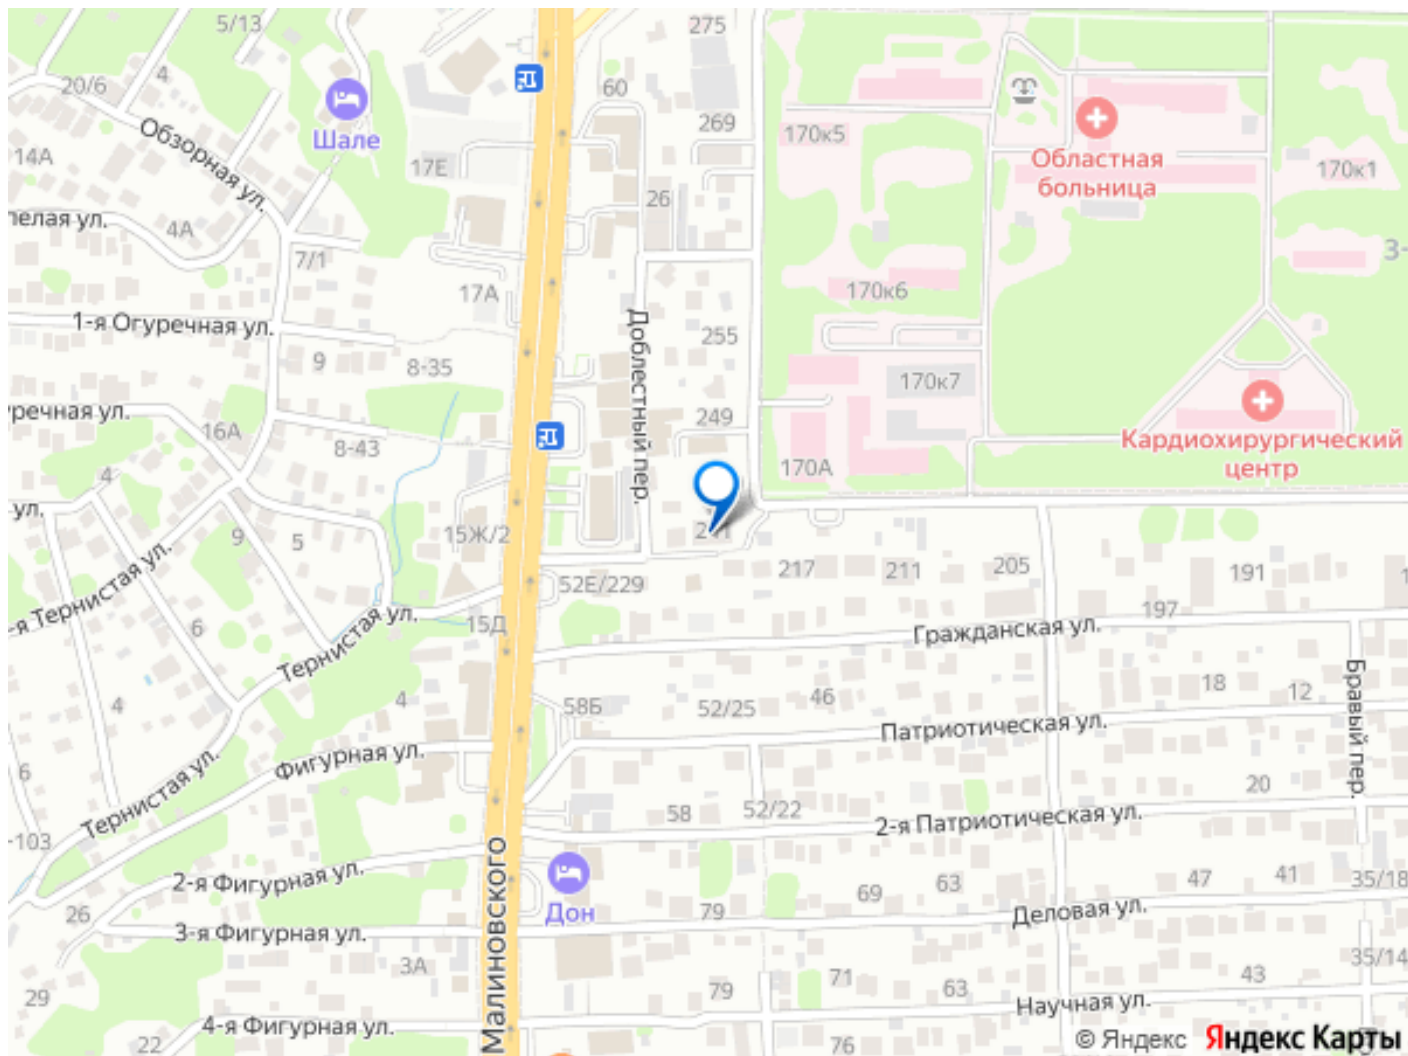 5/13
275
20/6
4
60
Шале
Обзорная ул.
17Е
269
170к5
Областная
больница
170к1
14А
пелая ул.
4А
26
7/1
17А
170к6
3-
1-я Огуречная ул.
9
8-35
Доблестный пер.
255
170к7
уречная ул.
16А
8-43
249
170А
Кардиохирургический
центр
4
ул.
9
5
15Ж/2
52Е/229
217
211
205
191
1
-я Тернистая ул.
6
Тернистая ул.
15Д
197
Гражданская ул.
4
4
58Б
52/25
46
18
12
Бравый пер.
Патриотическая ул.
6
Тернистая ул.
Фигурная ул.
58
52/22
20
2-я Патриотическая ул.
-103
2-я Фигурная ул.
Малиновского
Дон
69
63
47
41
35/18
26
79
Деловая ул.
3-я Фигурная ул.
3А
71
63
43
35/14
29
79
Научная ул.
22
4-я Фигурная ул.
76
© Яндекс Яндекс Карты